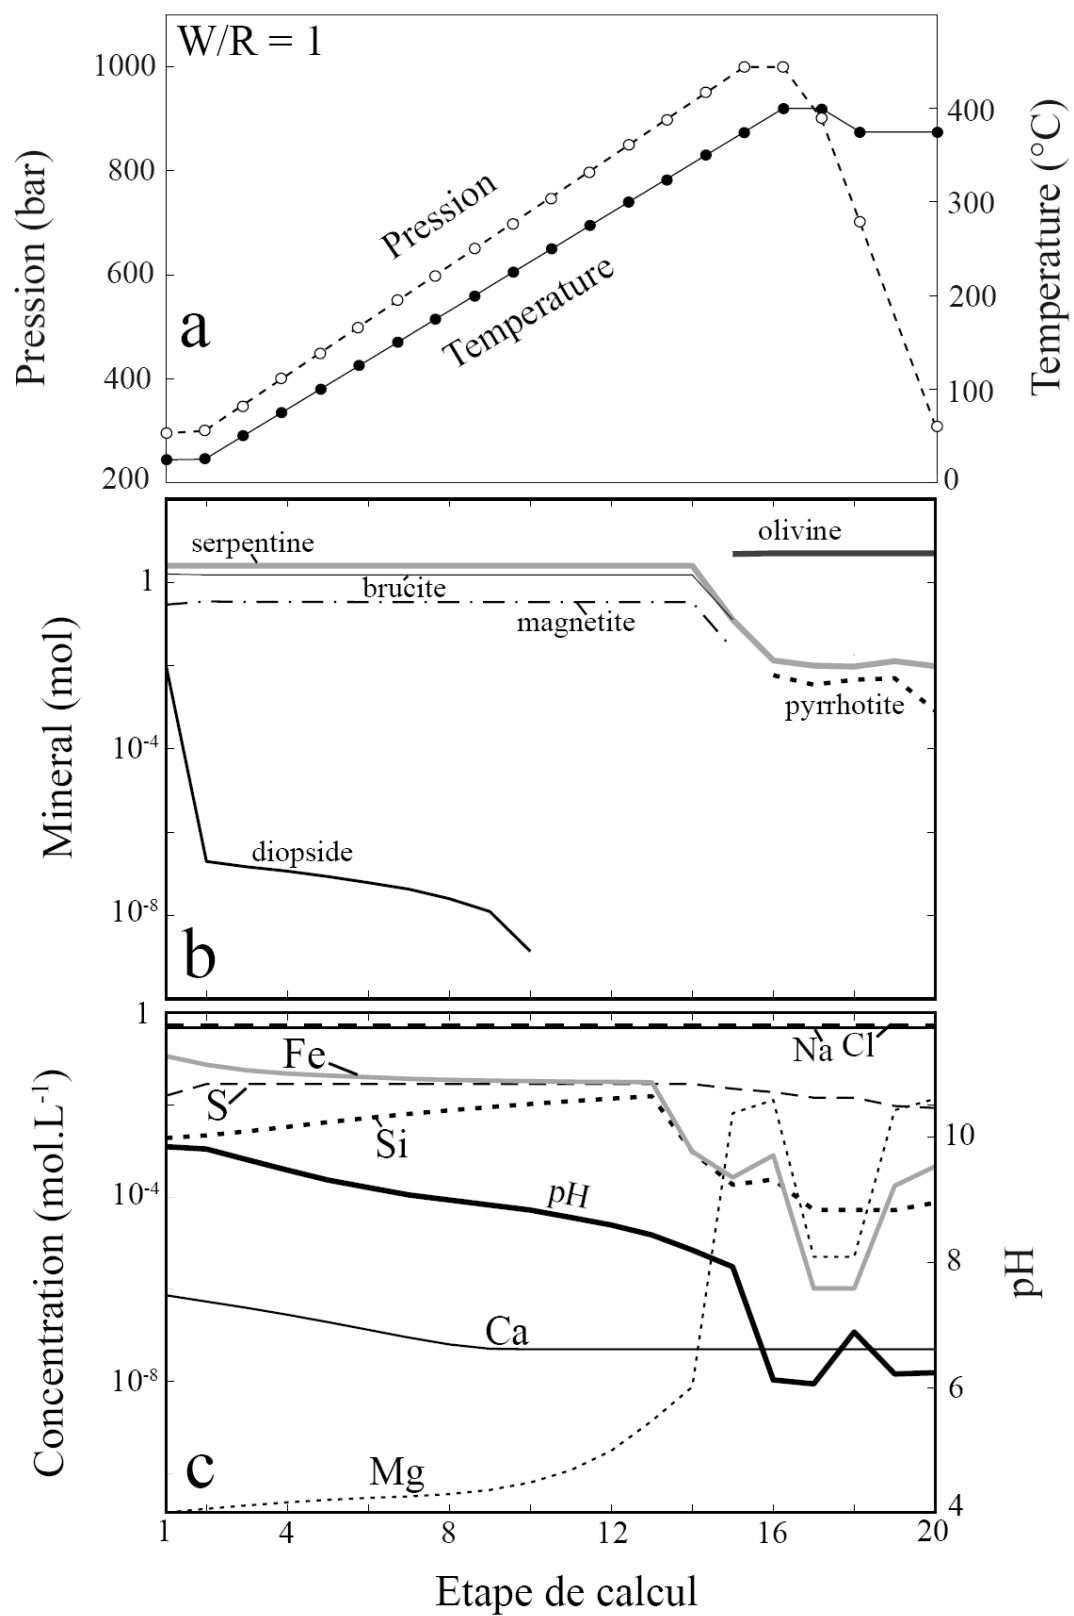 W/R = 1
1000
800
600
400
200
Pression (bar)
400
300
200
100
0
Temperature (°C)
Pression
Temperature
a
serpentine
olivine
brucite
magnetite
pyrrhotite
diopside
1
10-4
10-8
Mineral (mol)
b
1
10-4
10-8
Concentration (mol.L-1)
Na Cl
Fe
S
Si
pH
Ca
Mg
c
10
8
6
4
pH
1 4 8 12 16 20
Etape de calcul